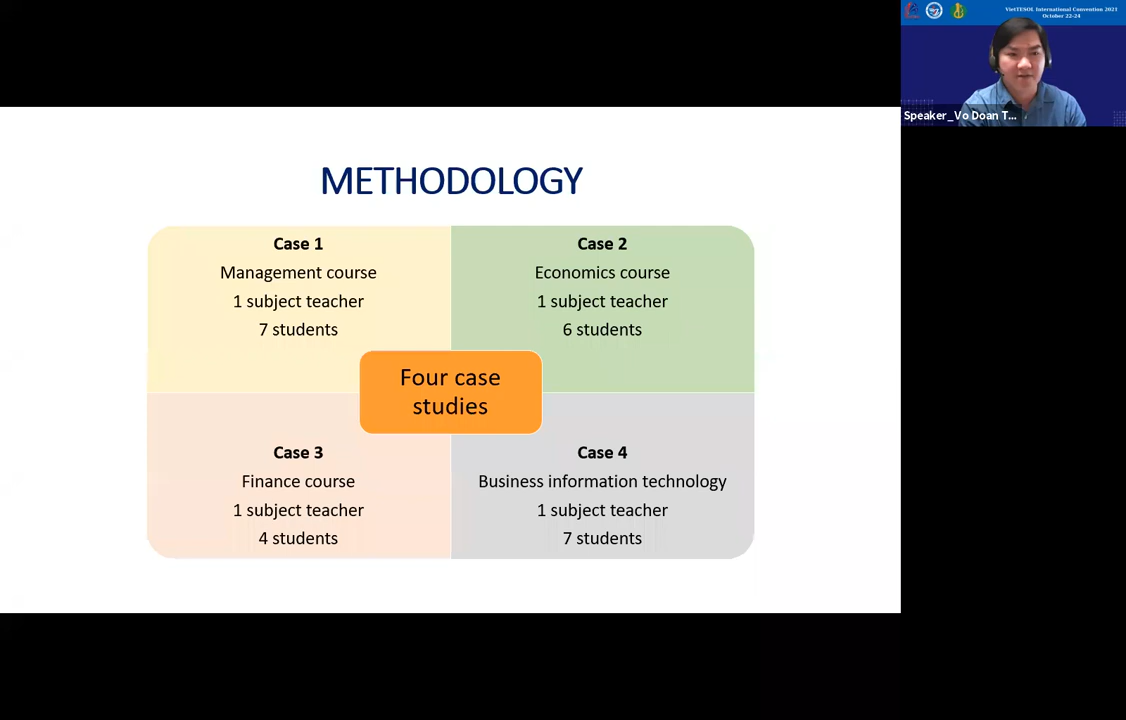 VietTESOL International Convention 2021
October 22-24
Speaker_Vo Doan T...
METHODOLOGY
Case 1
Management course
1 subject teacher
7 students
Case 2
Economics course
1 subject teacher
6 students
Four case
studies
Case 3
Finance course
1 subject teacher
4 students
Case 4
Business information technology
1 subject teacher
7 students